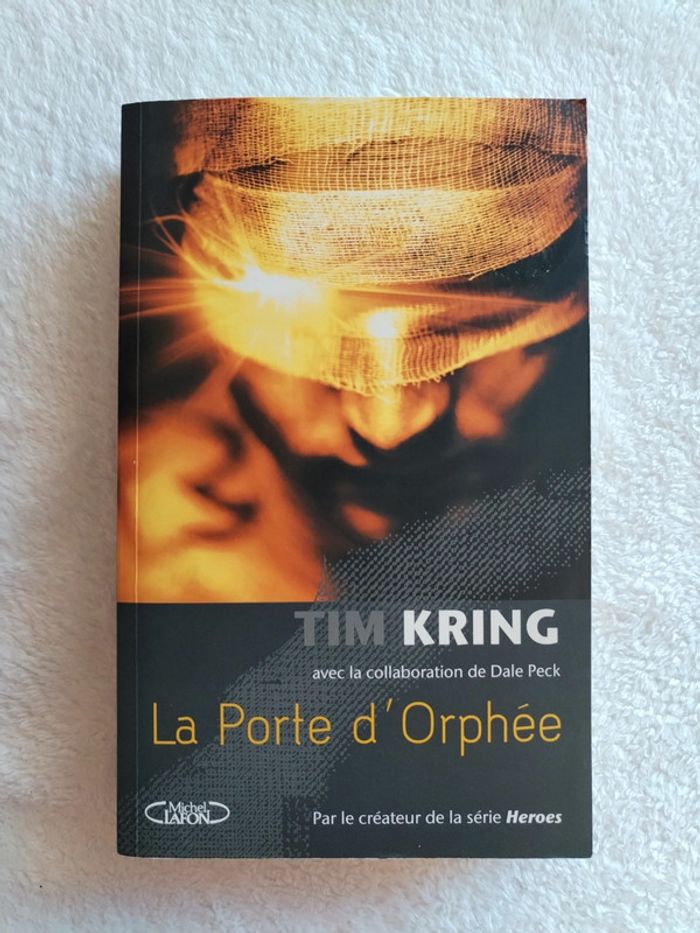 TIM KRING
avec la collaboration de Dale Peck
La Porte d'Orphée
Michel
LAFON
Par le créateur de la série Heroes